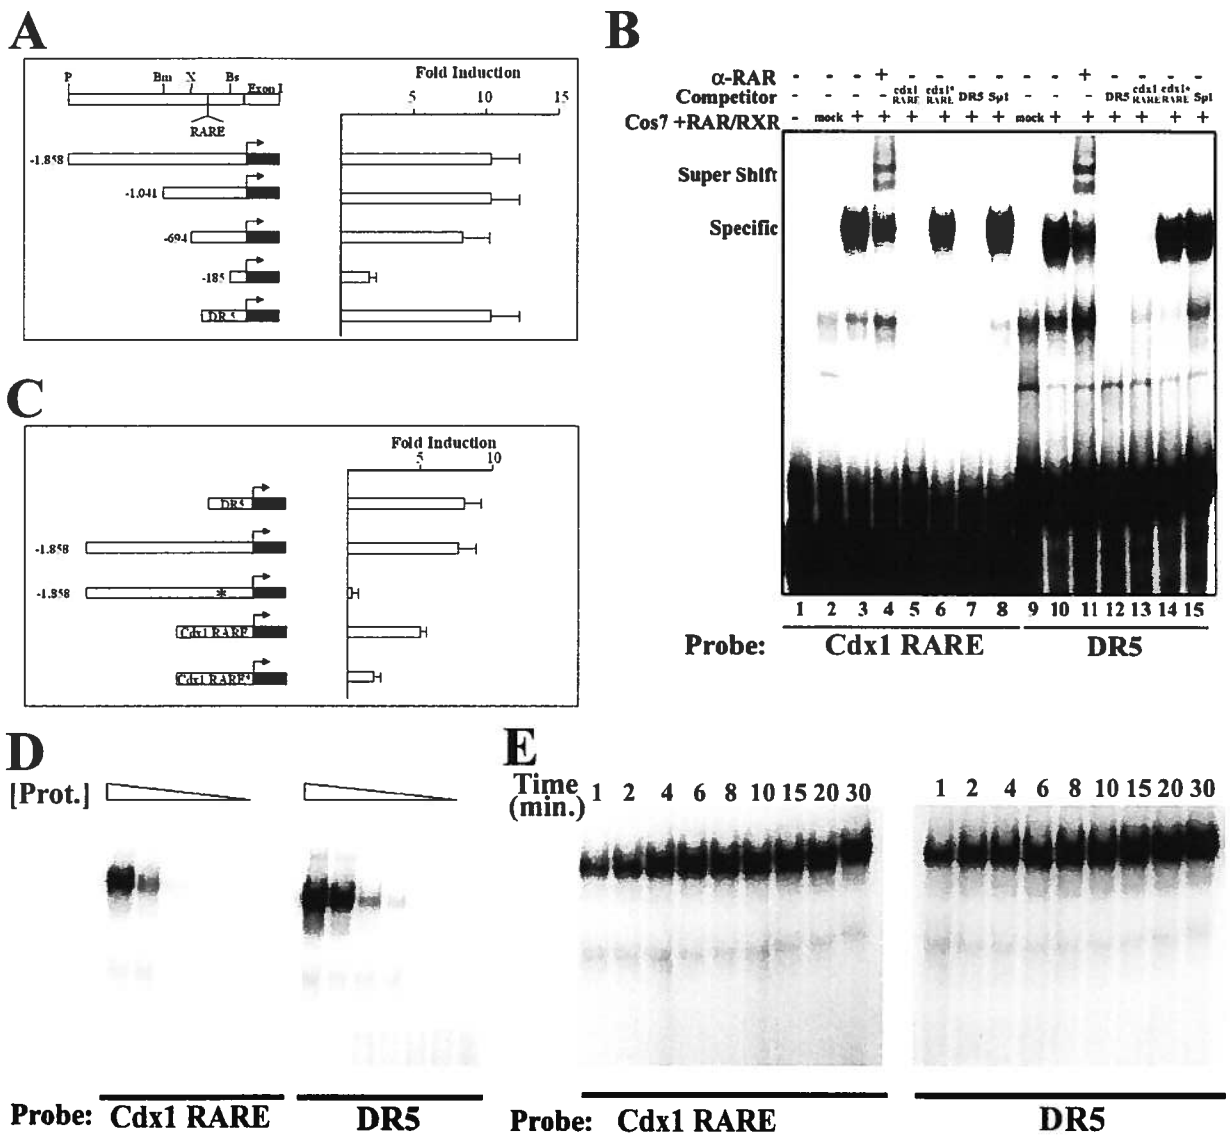 A
P Bm X Bs Exon 1
RARE
Fold Induction
5 10 15
-1.858
-1.041
-694
-185
DR 5
B
α-RAR - - - + - - - - - - + - - - -
Competitor - - - - cdx1 RARE cdx1* RARE DR5 Sp1 - - - DR5 cdx1 RARE cdx1* RARE Sp1
Cos7 +RAR/RXR - mock + + + + + + mock + + + + + +
Super Shift
Specific
1 2 3 4 5 6 7 8 9 10 11 12 13 14 15
Probe: Cdx1 RARE DR5
C
Fold Induction
5 10
DR5
-1.858
-1.858 *
Cdx1 RARE
Cdx1 RARE*
D
[Prot.]
Probe: Cdx1 RARE DR5
E
Time (min.) 1 2 4 6 8 10 15 20 30 1 2 4 6 8 10 15 20 30
Probe: Cdx1 RARE DR5